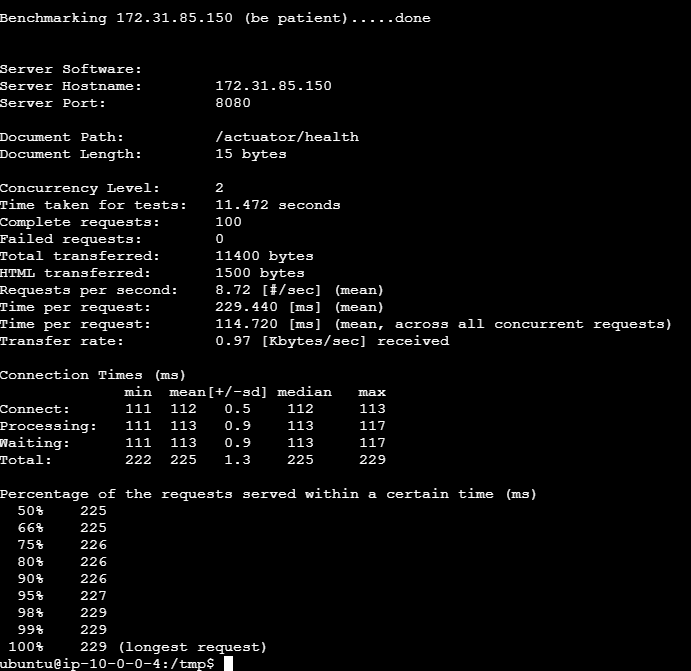 Benchmarking 172.31.85.150 (be patient).....done
Server Software:
Server Hostname: 172.31.85.150
Server Port: 8080
Document Path: /actuator/health
Document Length: 15 bytes
Concurrency Level: 2
Time taken for tests: 11.472 seconds
Complete requests: 100
Failed requests: 0
Total transferred: 11400 bytes
HTML transferred: 1500 bytes
Requests per second: 8.72 [#/sec] (mean)
Time per request: 229.440 [ms] (mean)
Time per request: 114.720 [ms] (mean, across all concurrent requests)
Transfer rate: 0.97 [Kbytes/sec] received
Connection Times (ms)
min mean[+/-sd] median max
Connect: 111 112 0.5 112 113
Processing: 111 113 0.9 113 117
Waiting: 111 113 0.9 113 117
Total: 222 225 1.3 225 229
Percentage of the requests served within a certain time (ms)
50% 225
66% 225
75% 226
80% 226
90% 226
95% 227
98% 229
99% 229
100% 229 (longest request)
ubuntu@ip-10-0-0-4:/tmp$